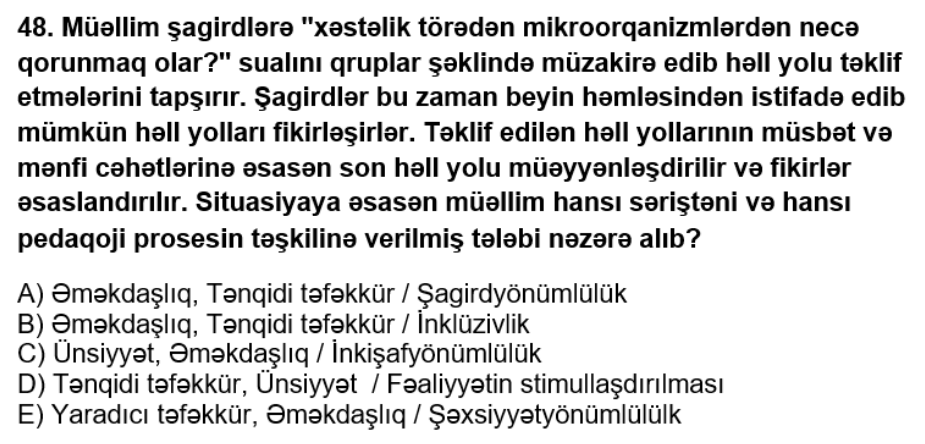 48. Müəllim şagirdlərə "xəstəlik törədən mikroorqanizmlərdən necə
qorunmaq olar?" sualını qruplar şəklində müzakirə edib həll yolu təklif
etmələrini tapşırır. Şagirdlər bu zaman beyin həmləsindən istifadə edib
mümkün həll yolları fikirləşirlər. Təklif edilən həll yollarının müsbət və
mənfi cəhətlərinə əsasən son həll yolu müəyyənləşdirilir və fikirlər
əsaslandırılır. Situasiyaya əsasən müəllim hansı səriştəni və hansı
pedaqoji prosesin təşkilinə verilmiş tələbi nəzərə alıb?
A) Əməkdaşlıq, Tənqidi təfəkkür / Şagirdyönümlülük
B) Əməkdaşlıq, Tənqidi təfəkkür / İnklüzivlik
C) Ünsiyyət, Əməkdaşlıq / İnkişafyönümlülük
D) Tənqidi təfəkkür, Ünsiyyət / Fəaliyyətin stimullaşdırılması
E) Yaradıcı təfəkkür, Əməkdaşlıq / Şəxsiyyətyönümlülülk